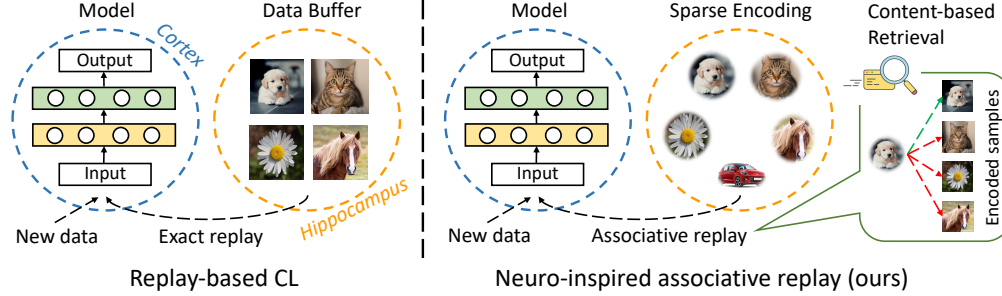 Model
Data Buffer
Cortex
Output
Input
Hippocampus
New data
Exact replay
Replay-based CL
Model
Sparse Encoding
Content-based
Retrieval
Output
Input
Encoded samples
New data
Associative replay
Neuro-inspired associative replay (ours)